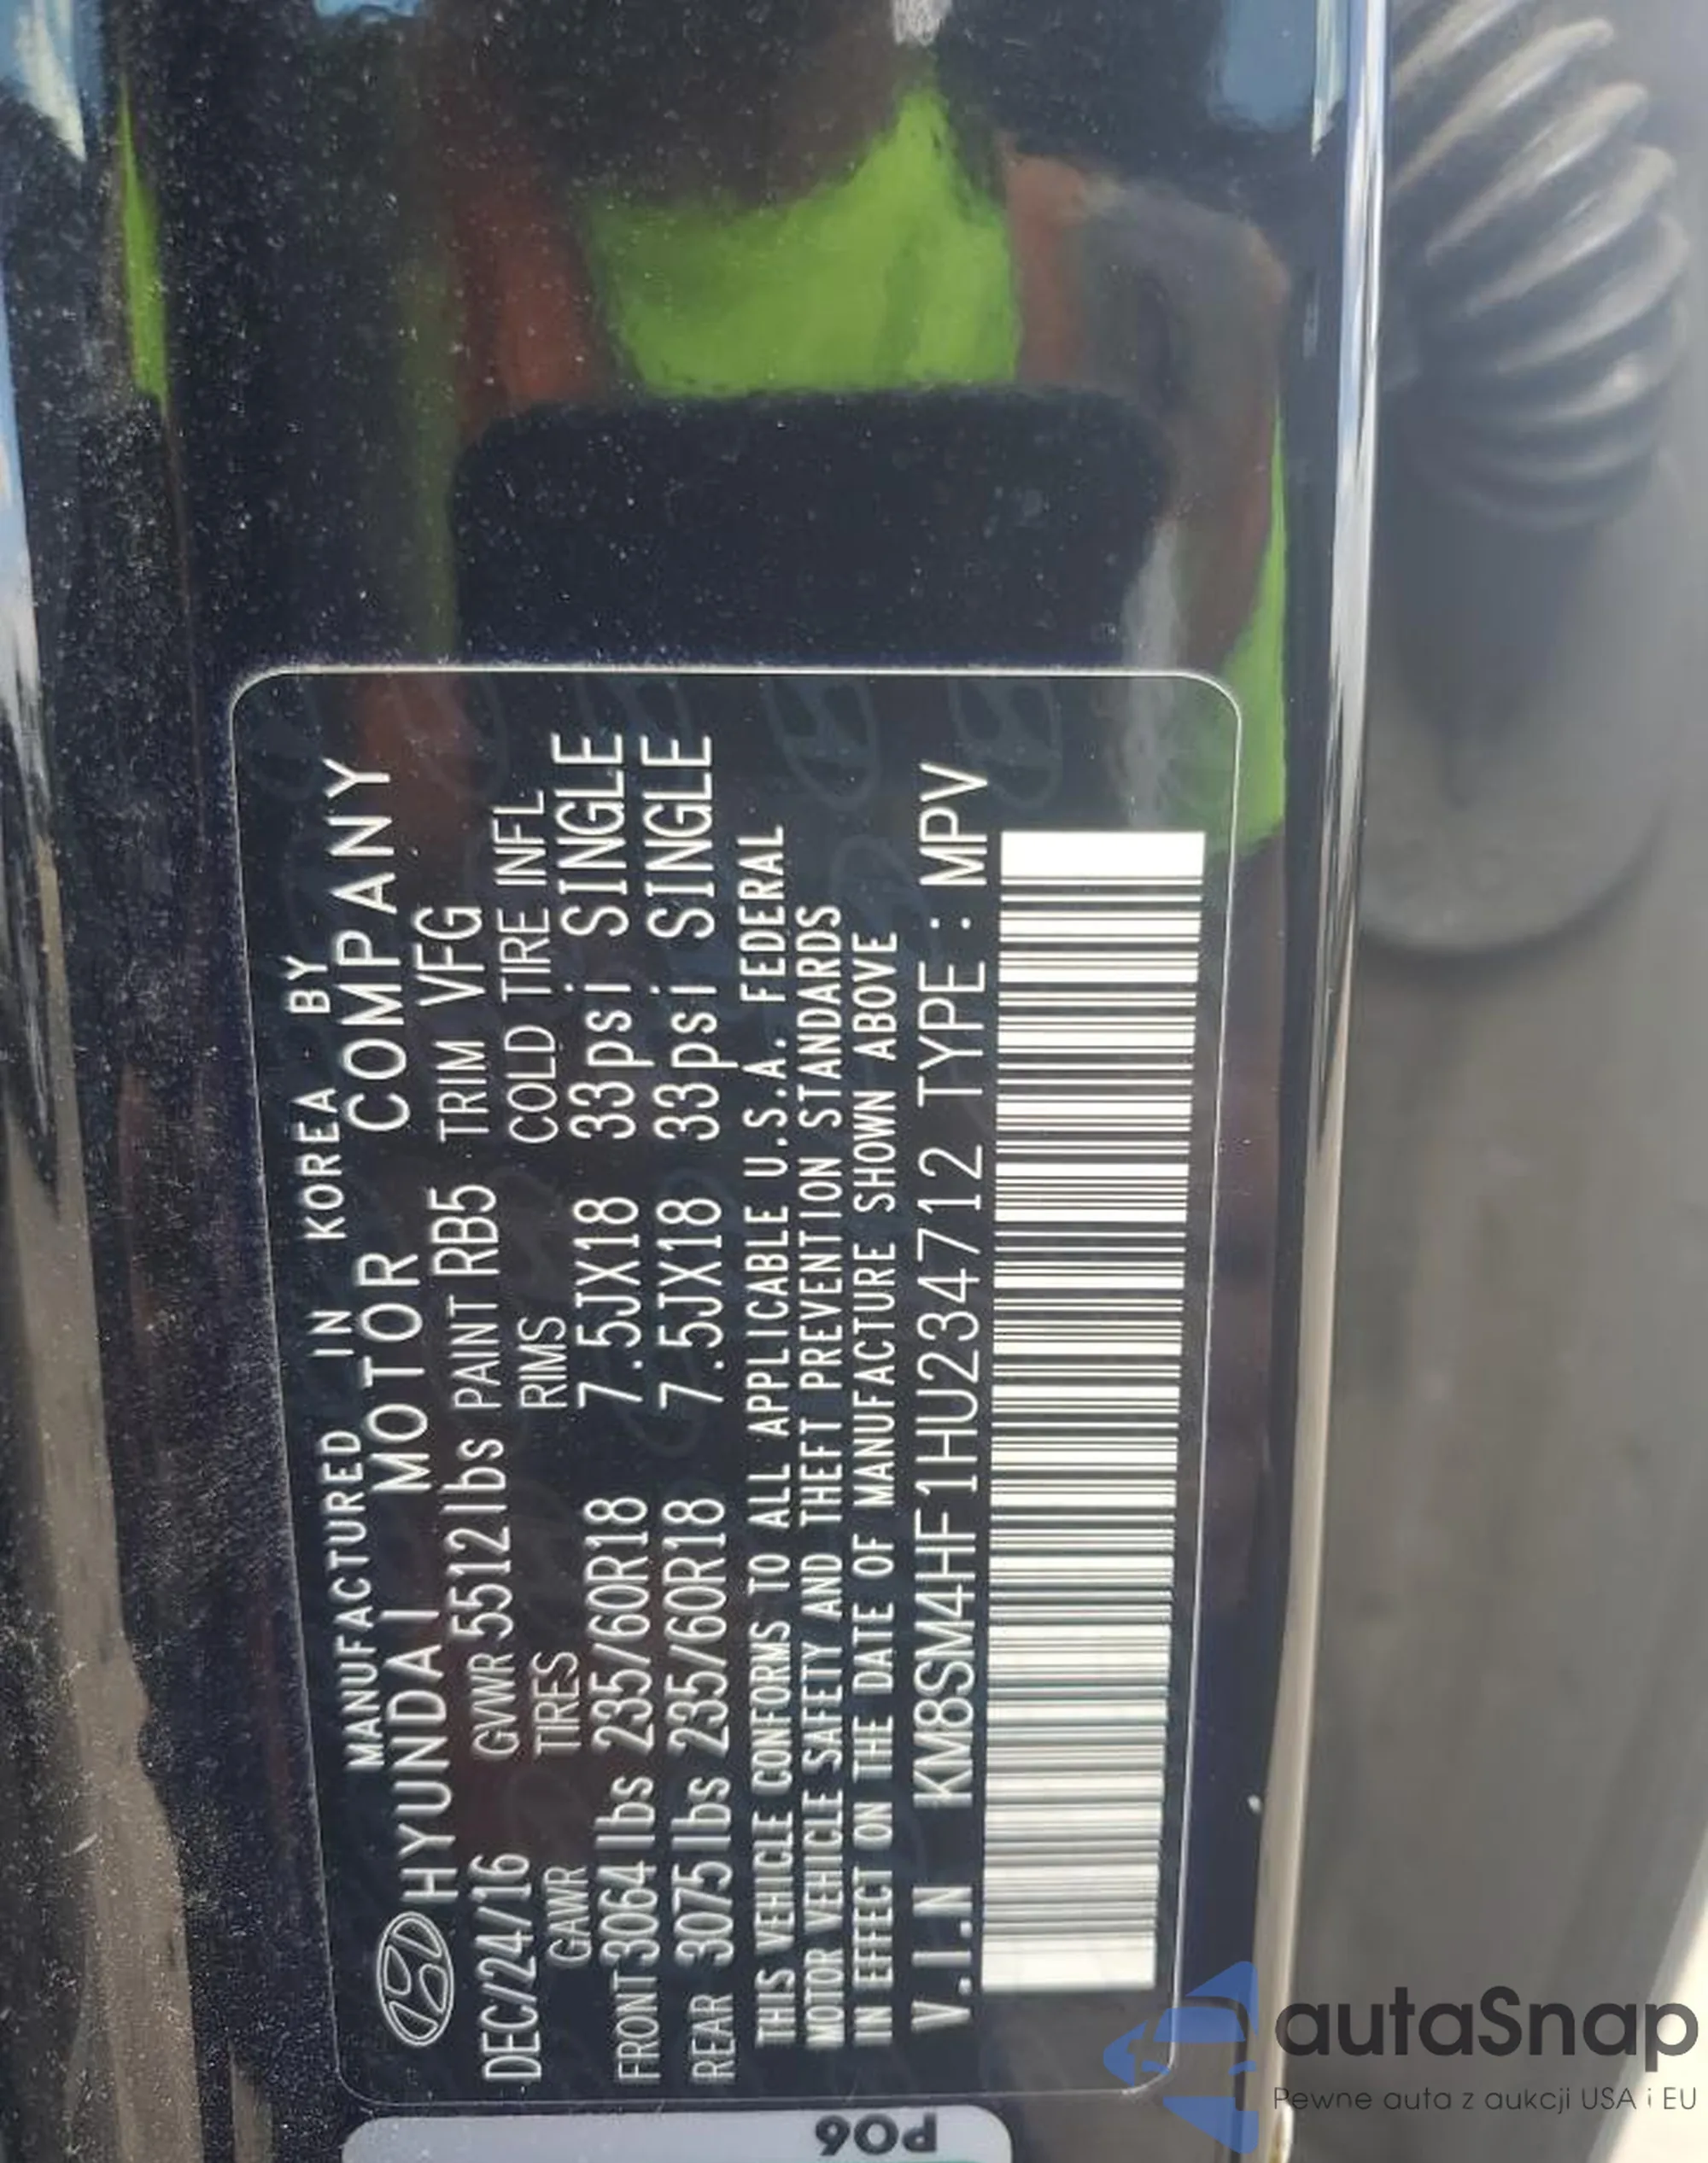 MANUFACTURED IN KOREA BY
HYUNDAI MOTOR COMPANY
DEC/24/16 GVWR 5512lbs PAINT RB5 TRIM VFG
GAWR TIRES RIMS COLD TIRE INFL
FRONT 3064lbs 235/60R18 7.5JX18 33psi SINGLE
REAR 3075lbs 235/60R18 7.5JX18 33psi SINGLE
THIS VEHICLE CONFORMS TO ALL APPLICABLE U.S.A. FEDERAL
MOTOR VEHICLE SAFETY AND THEFT PREVENTION STANDARDS
IN EFFECT ON THE DATE OF MANUFACTURE SHOWN ABOVE
V.I.N KM8SM4HF1HU234712 TYPE : MPV
P06
autaSnap
Pewne auta z aukcji USA i EU